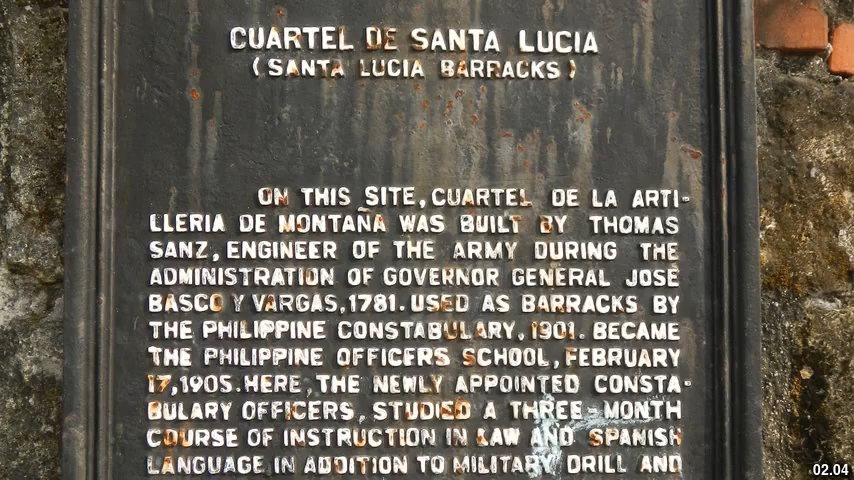 CUARTEL DE SANTA LUCIA
(SANTA LUCIA BARRACKS)
ON THIS SITE, CUARTEL DE LA ARTI-
LLERIA DE MONTAÑA WAS BUILT BY THOMAS
SANZ, ENGINEER OF THE ARMY DURING THE
ADMINISTRATION OF GOVERNOR GENERAL JOSÉ
BASCO Y VARGAS, 1781. USED AS BARRACKS BY
THE PHILIPPINE CONSTABULARY, 1901. BECAME
THE PHILIPPINE OFFICERS SCHOOL, FEBRUARY
17, 1905. HERE, THE NEWLY APPOINTED CONSTA-
BULARY OFFICERS, STUDIED A THREE-MONTH
COURSE OF INSTRUCTION IN LAW AND SPANISH
LANGUAGE IN ADDITION TO MILITARY DRILL AND
02.04